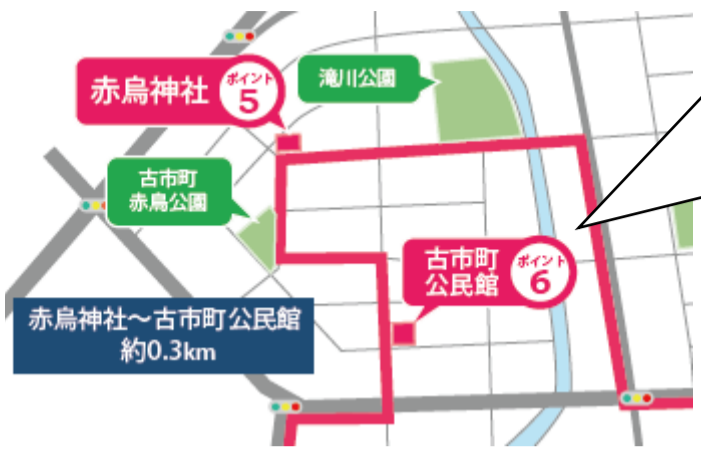 赤烏神社
ポイント
5
滝川公園
古市町
赤鳥公園
古市町
公民館
ポイント
6
赤烏神社～古市町公民館
約0.3km